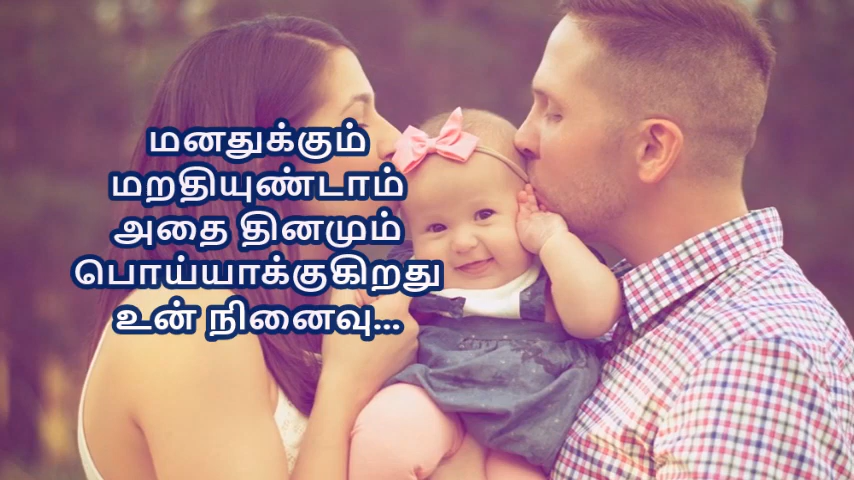 மனதுக்கும்
மறதியுண்டாம்
அதை தினமும்
பொய்யாக்குகிறது
உன் நினைவு...